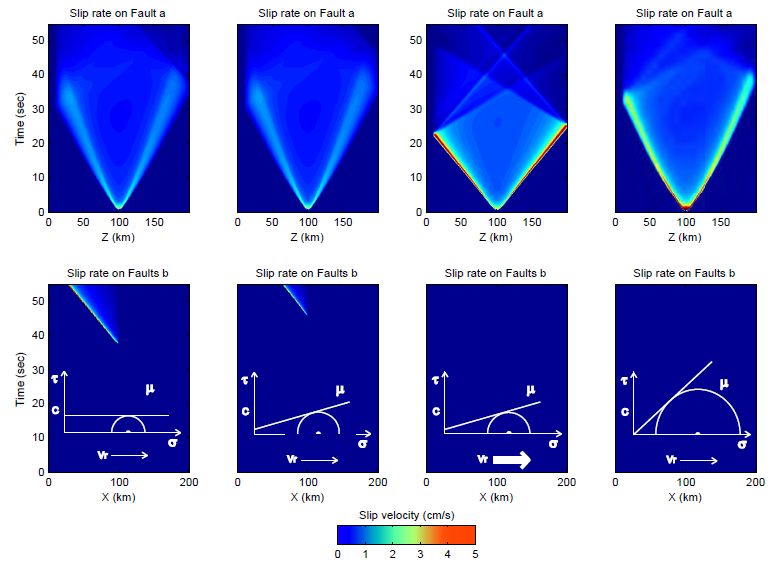 Slip rate on Fault a Slip rate on Fault a Slip rate on Fault a Slip rate on Fault a
Time (sec)
50
40
30
20
10
0
0 50 100 150 0 50 100 150 0 50 100 150 200 0 50 100 150
Z (km) Z (km) Z (km) Z (km)
Slip rate on Faults b Slip rate on Faults b Slip rate on Faults b Slip rate on Faults b
Time (sec)
50
40
30
20
10
0
τ μ τ μ τ μ τ μ
c c c c
σ σ σ σ
Vr Vr Vr Vr
0 100 200 0 100 200 0 100 200 0 100 200
X (km) X (km) X (km) X (km)
Slip velocity (cm/s)
0 1 2 3 4 5